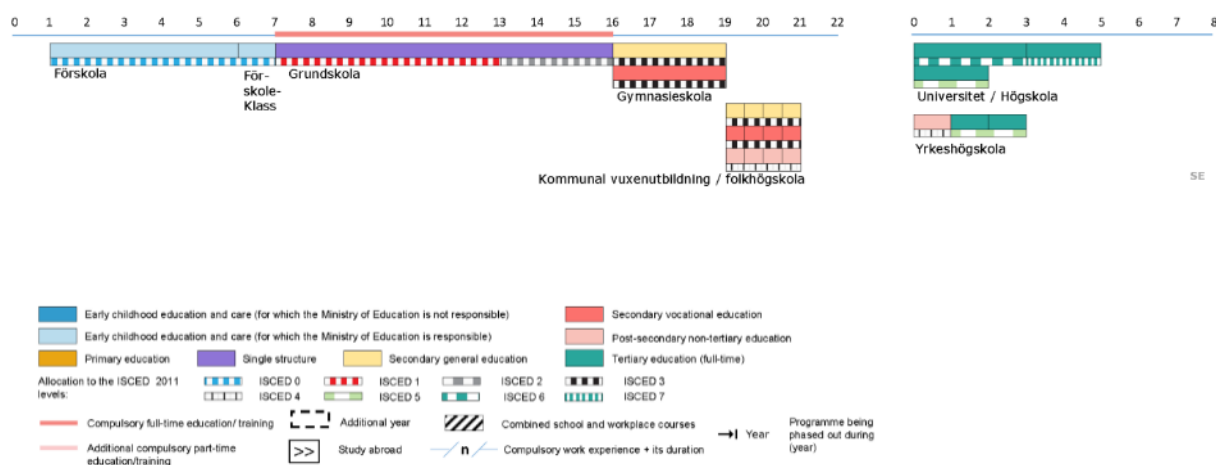 0 1 2 3 4 5 6 7 8 9 10 11 12 13 14 15 16 17 18 19 20 21 22 0 1 2 3 4 5 7 8
Förskola
För-
skole-
Klass
Grundskola
Gymnasieskola
Kommunal vuxenutbildning / folkhögskola
Universitet / Högskola
Yrkeshögskola
SE
Early childhood education and care (for which the Ministry of Education is not responsible)
Secondary vocational education
Early childhood education and care (for which the Ministry of Education is responsible)
Post-secondary non-tertiary education
Primary education
Single structure
Secondary general education
Tertiary education (full-time)
Allocation to the ISCED 2011
levels:
ISCED 0
ISCED 1
ISCED 2
ISCED 3
ISCED 4
ISCED 5
ISCED 6
ISCED 7
Compulsory full-time education/ training
Additional year
Combined school and workplace courses
Year
Programme being
phased out during
(year)
Additional compulsory part-time
education/training
>>
Study abroad
n
Compulsory work experience + its duration